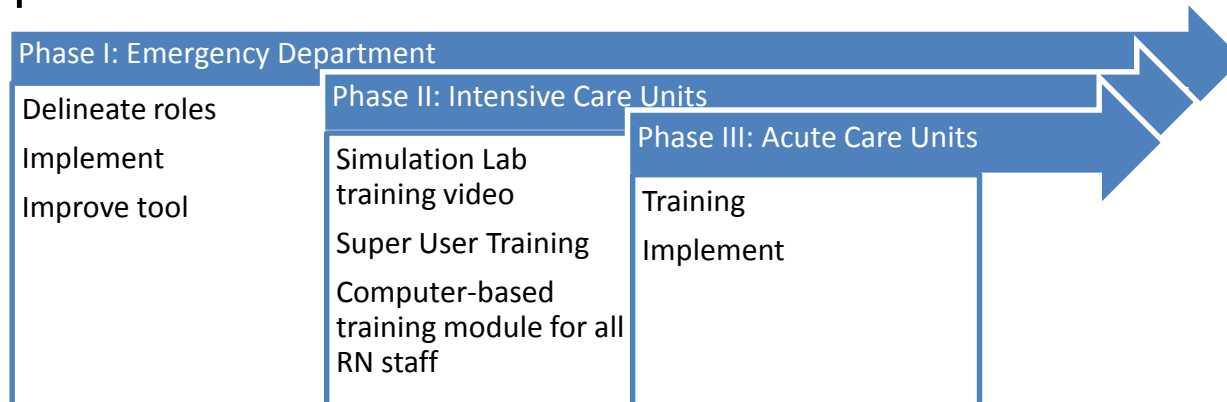 Phase I: Emergency Department
Delineate roles
Implement
Improve tool
Phase II: Intensive Care Units
Simulation Lab
training video
Super User Training
Computer-based
training module for all
RN staff
Phase III: Acute Care Units
Training
Implement